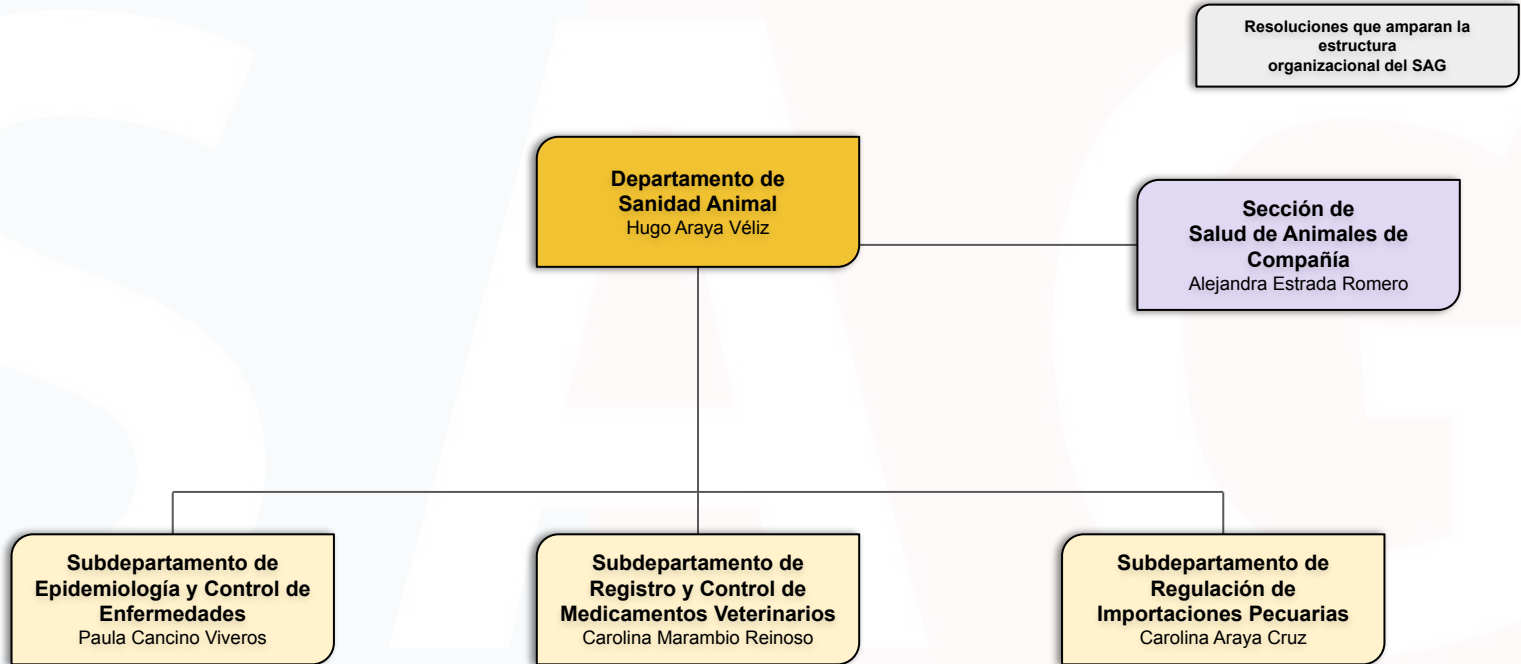 Resoluciones que amparan la
estructura
organizacional del SAG
Departamento de
Sanidad Animal
Hugo Araya Véliz
Sección de
Salud de Animales de
Compañía
Alejandra Estrada Romero
Subdepartamento de
Epidemiología y Control de
Enfermedades
Paula Cancino Viveros
Subdepartamento de
Registro y Control de
Medicamentos Veterinarios
Carolina Marambio Reinoso
Subdepartamento de
Regulación de
Importaciones Pecuarias
Carolina Araya Cruz
SAG